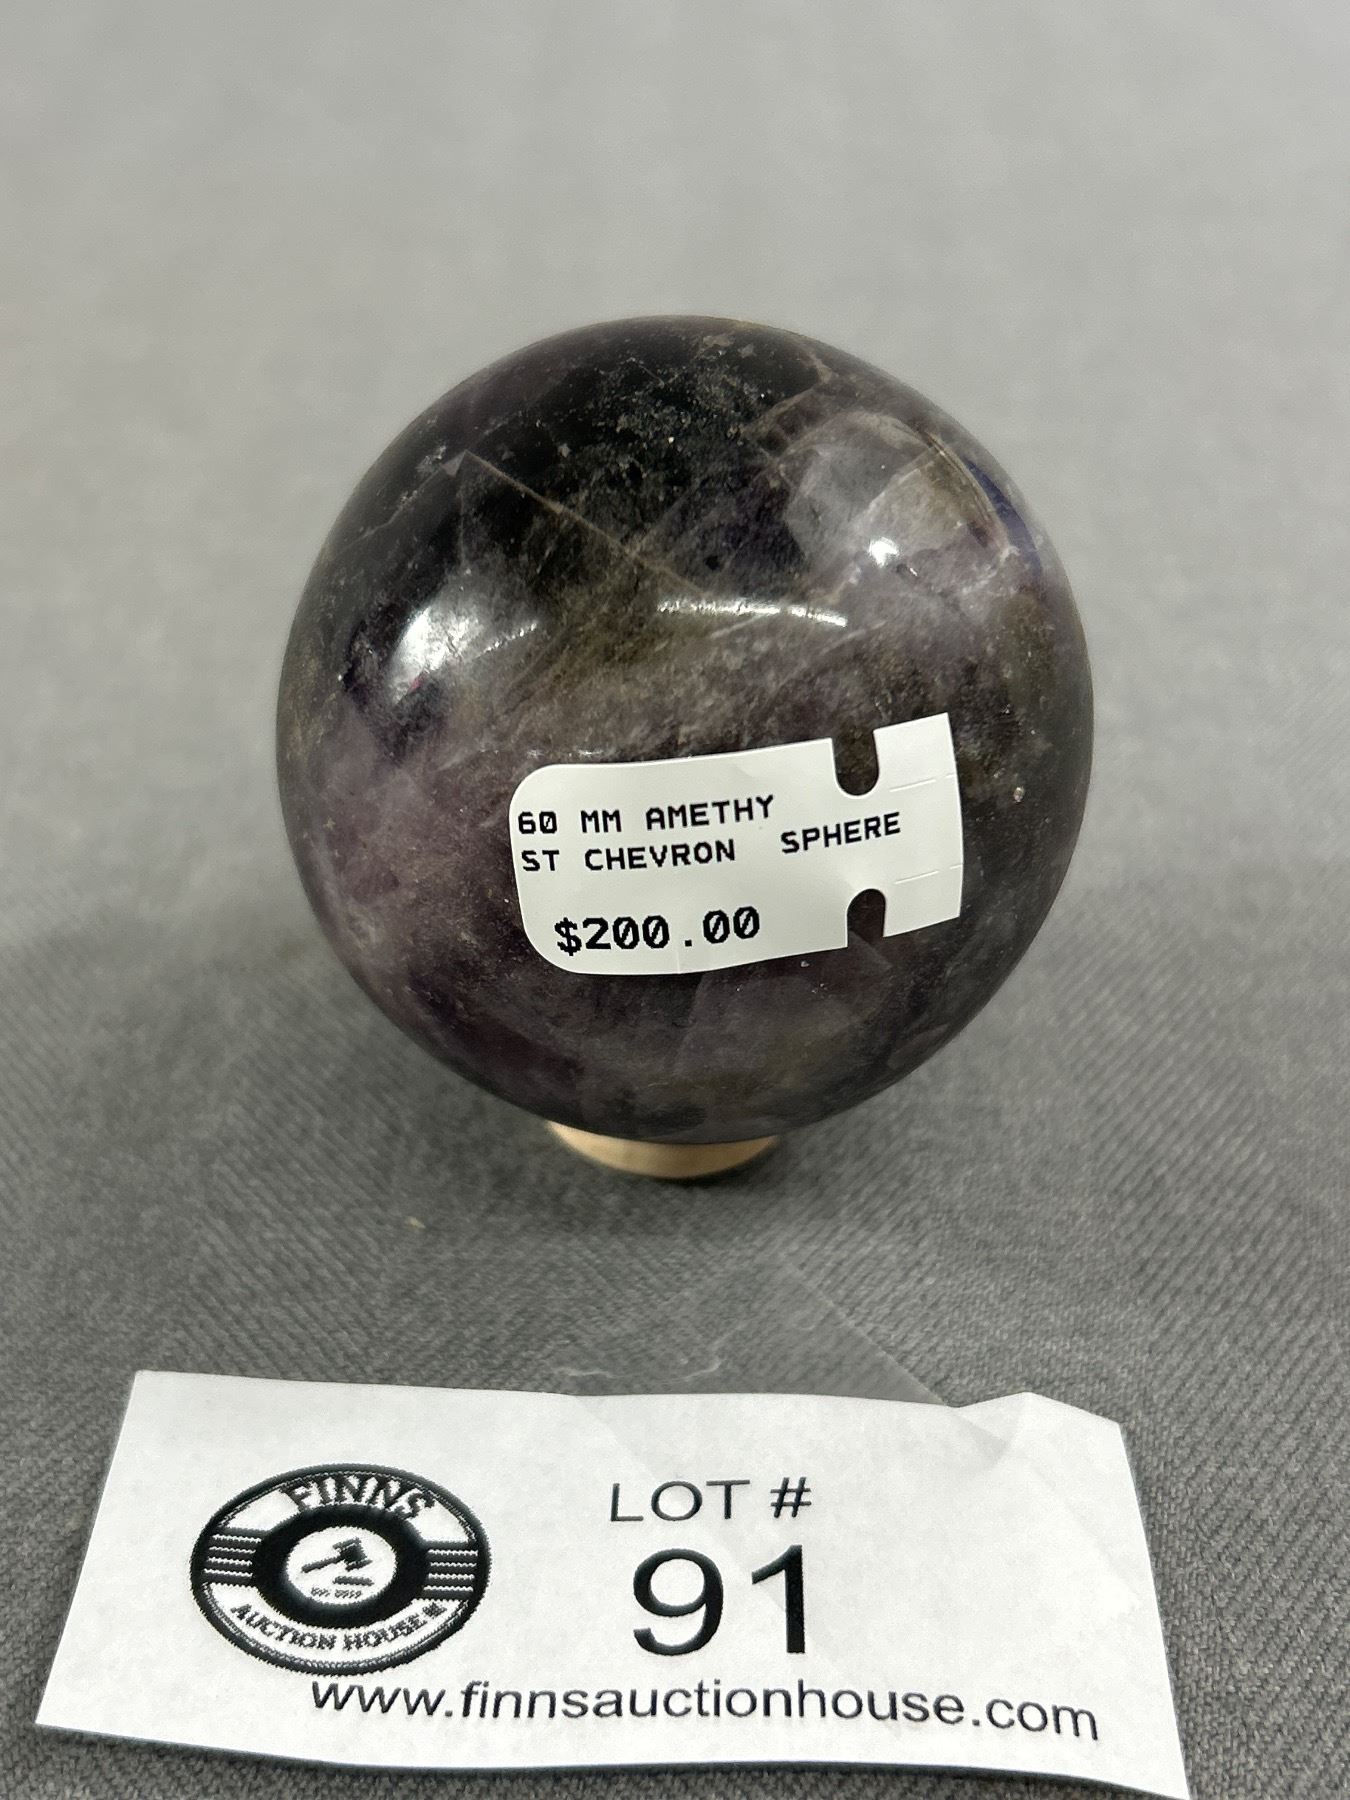 60 MM AMETHY
ST CHEVRON SPHERE
$200.00
FINNS
AUCTION HOUSE
LOT #
91
www.finnsauctionhouse.com